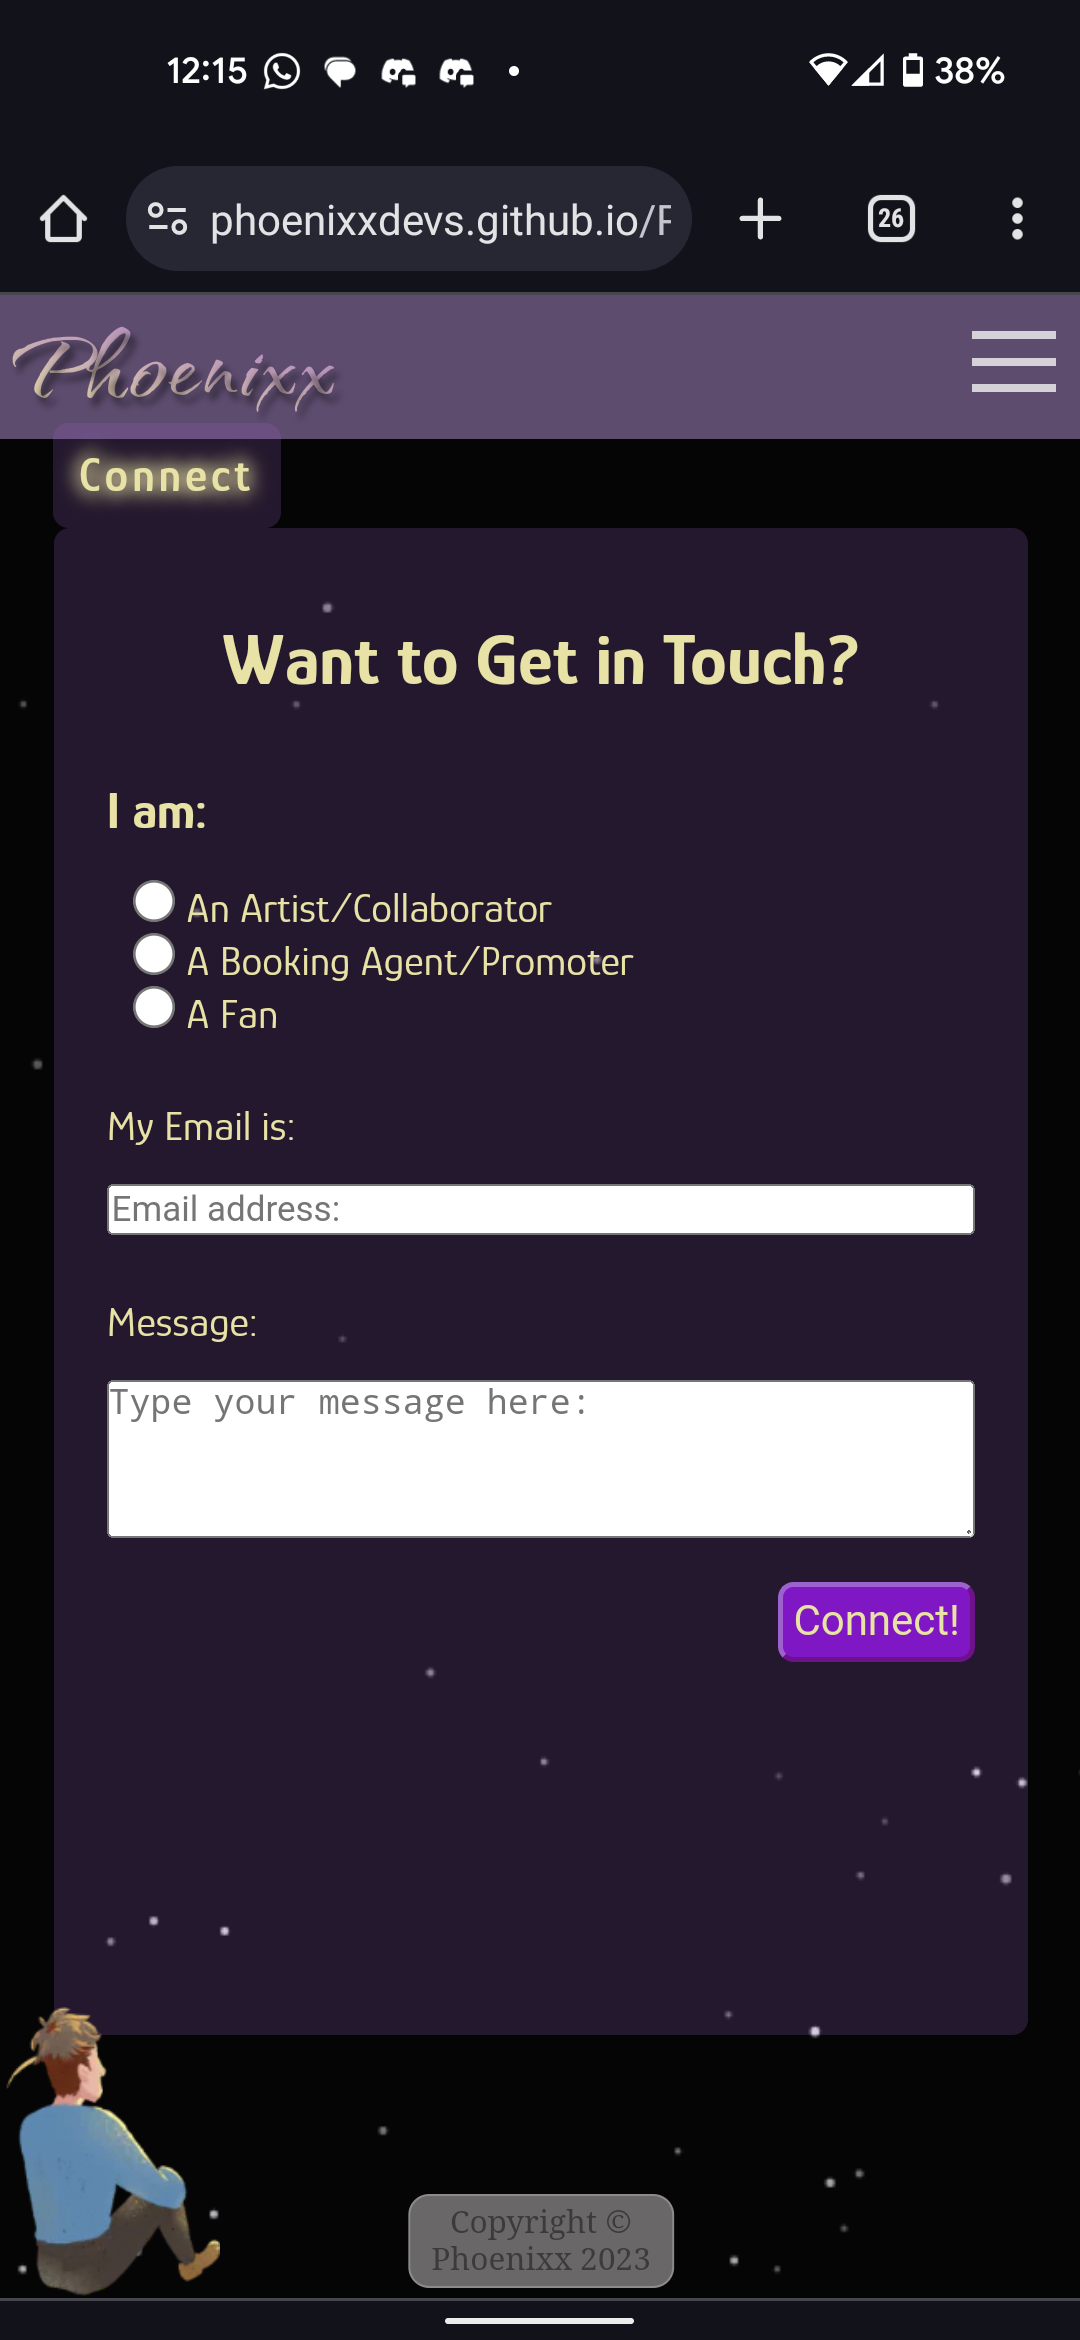 12:15
38%
phoenixxdevs.github.io/F
26
Phoenixx
Connect
Want to Get in Touch?
I am:
An Artist/Collaborator
A Booking Agent/Promoter
A Fan
My Email is:
Email address:
Message:
Type your message here:
Connect!
Copyright ©
Phoenixx 2023